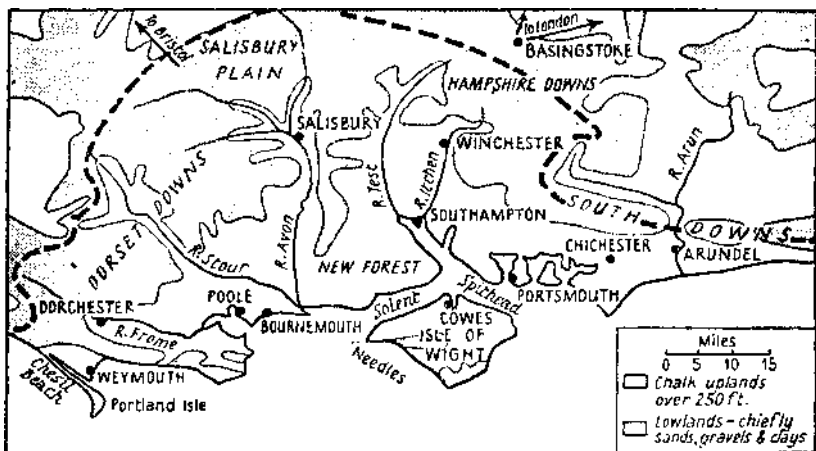 To Bristol
SALISBURY
PLAIN
To London
BASINGSTOKE
HAMPSHIRE DOWNS
SALISBURY
WINCHESTER
R. Test
R. Itchen
R. Arun
DORSET DOWNS
R. Stour
R. Avon
SOUTHAMPTON
SOUTH DOWNS
CHICHESTER
ARUNDEL
NEW FOREST
DORCHESTER
POOLE
BOURNEMOUTH
Solent
Spithead
PORTSMOUTH
R. Frome
COWES
ISLE OF
WIGHT
Needles
Chesil
Beach
WEYMOUTH
Portland Isle
Miles
0 5 10 15
Chalk uplands
over 250 ft.
Lowlands - chiefly
sands, gravels & clays